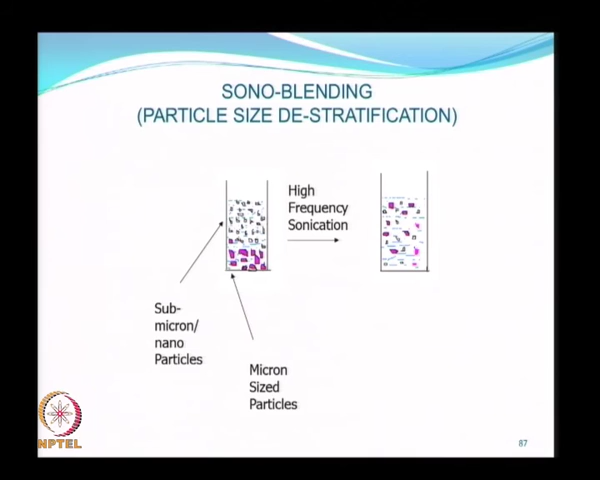 SONO-BLENDING
(PARTICLE SIZE DE-STRATIFICATION)
High
Frequency
Sonication
Sub-
micron/
nano
Particles
Micron
Sized
Particles
NPTEL
87